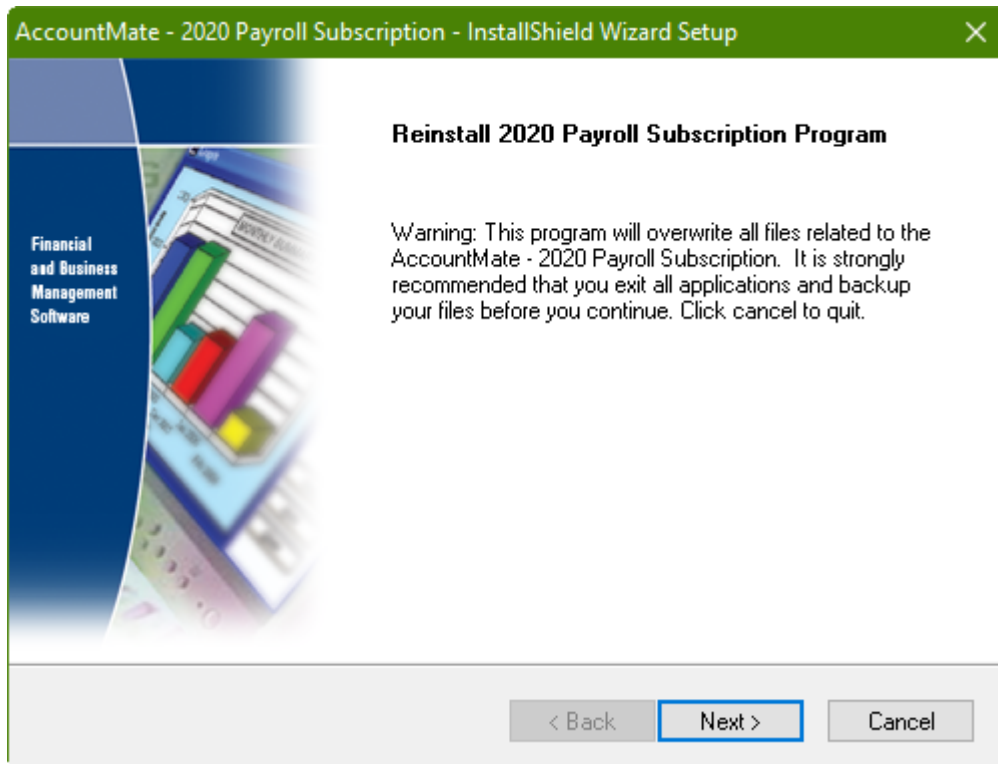 AccountMate - 2020 Payroll Subscription - InstallShield Wizard Setup
Reinstall 2020 Payroll Subscription Program
Warning: This program will overwrite all files related to the
AccountMate - 2020 Payroll Subscription.  It is strongly
recommended that you exit all applications and backup
your files before you continue. Click cancel to quit.
Financial
and Business
Management
Software
< Back
Next >
Cancel